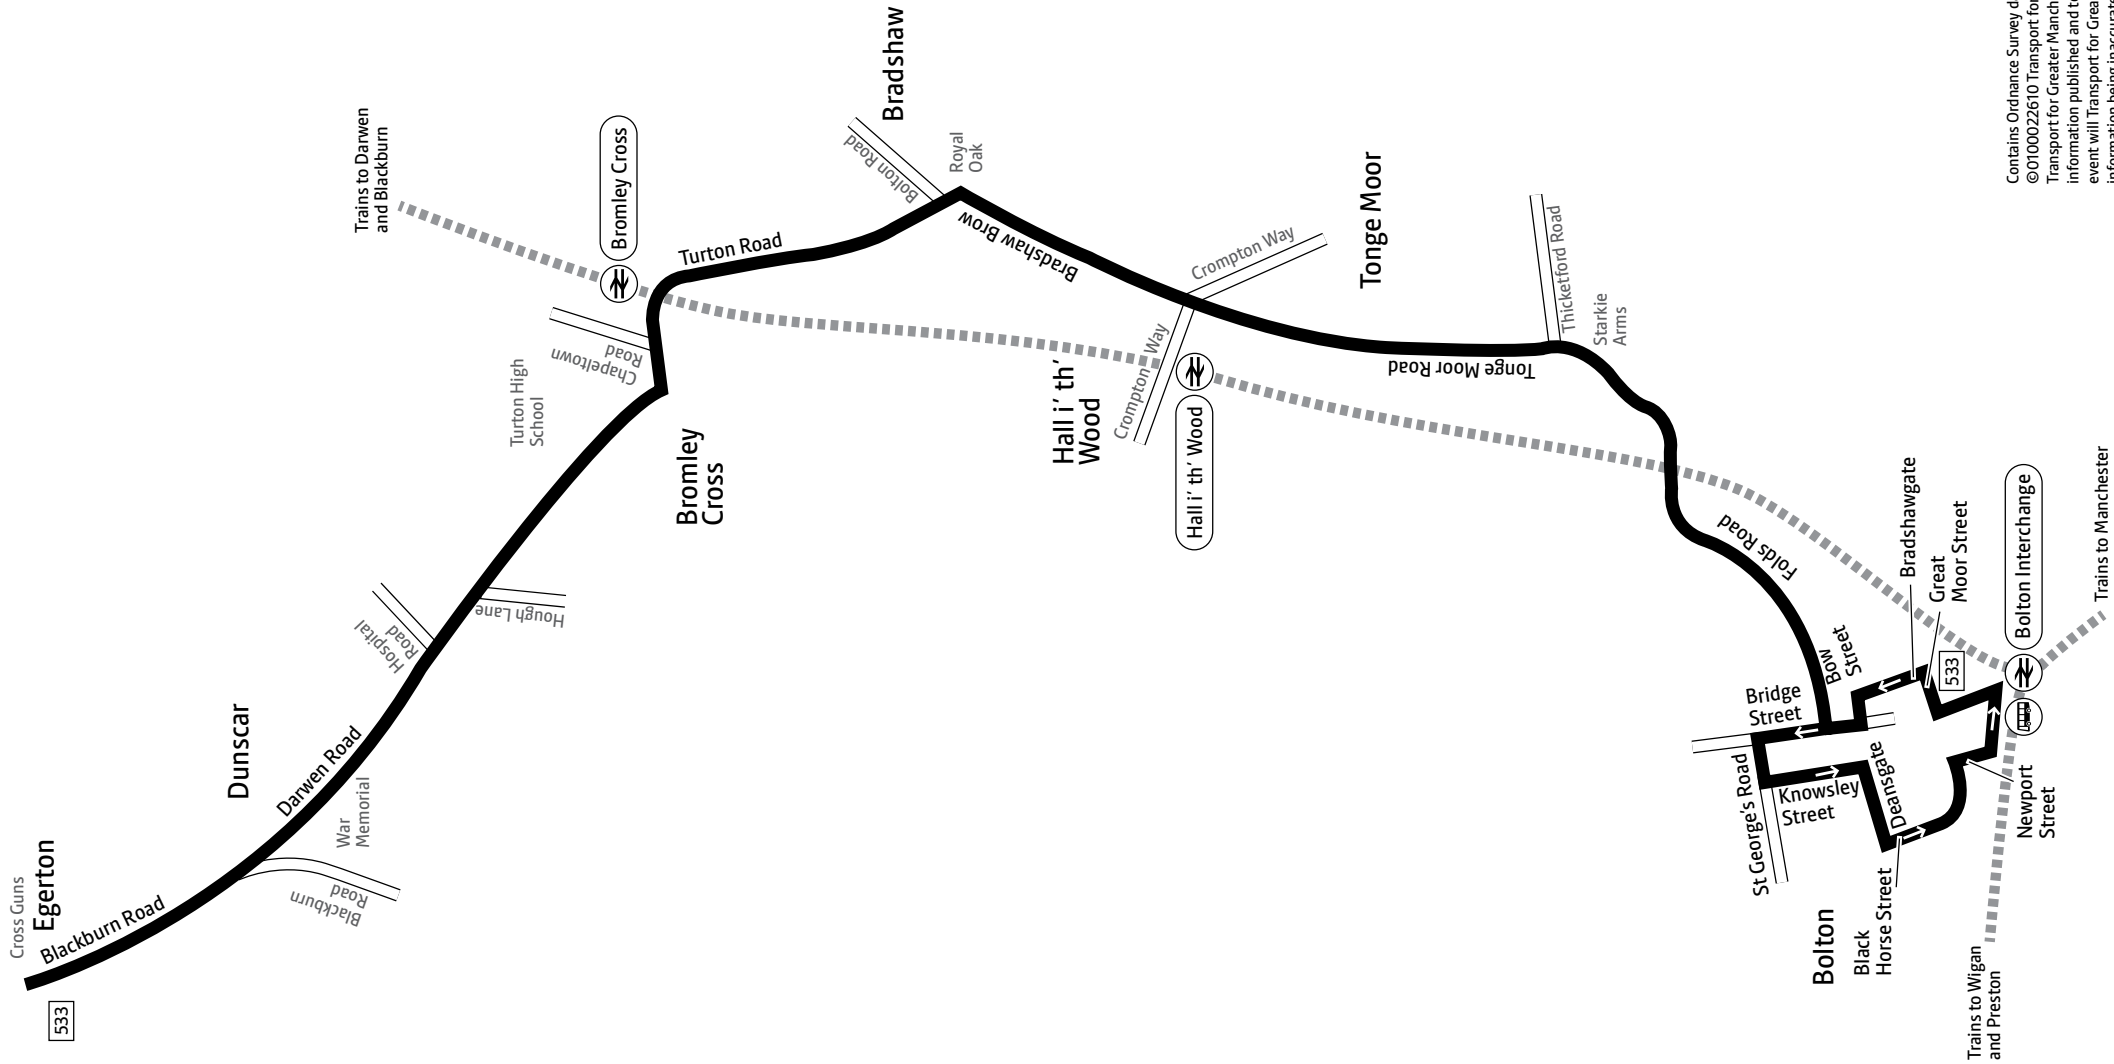 Cross Guns
Egerton
Blackburn Road
533
Dunscar
Darwen Road
War
Memorial
Blackburn
Road
Hospital
Road
Hough Lane
Trains to Darwen
and Blackburn
Bromley Cross
Chapeltown
Road
Turton High
School
Bromley
Cross
Turton Road
Bolton Road
Bradshaw
Royal
Oak
Bradshaw Brow
Hall i’ th’
Wood
Crompton Way
Crompton Way
Hall i’ th’ Wood
Tonge Moor
Tonge Moor Road
Thicketford Road
Starkie
Arms
Folds Road
Bow
Street
Bridge
Street
St George’s Road
Knowsley
Street
Deansgate
Bolton
Black
Horse Street
Bradshawgate
Great
Moor Street
533
Newport
Street
Bolton Interchange
Trains to Wigan
and Preston
Trains to Manchester
Contains Ordnance Survey d
©0100022610 Transport for
Transport for Greater Manch
information published and t
event will Transport for Grea
information being inaccurate